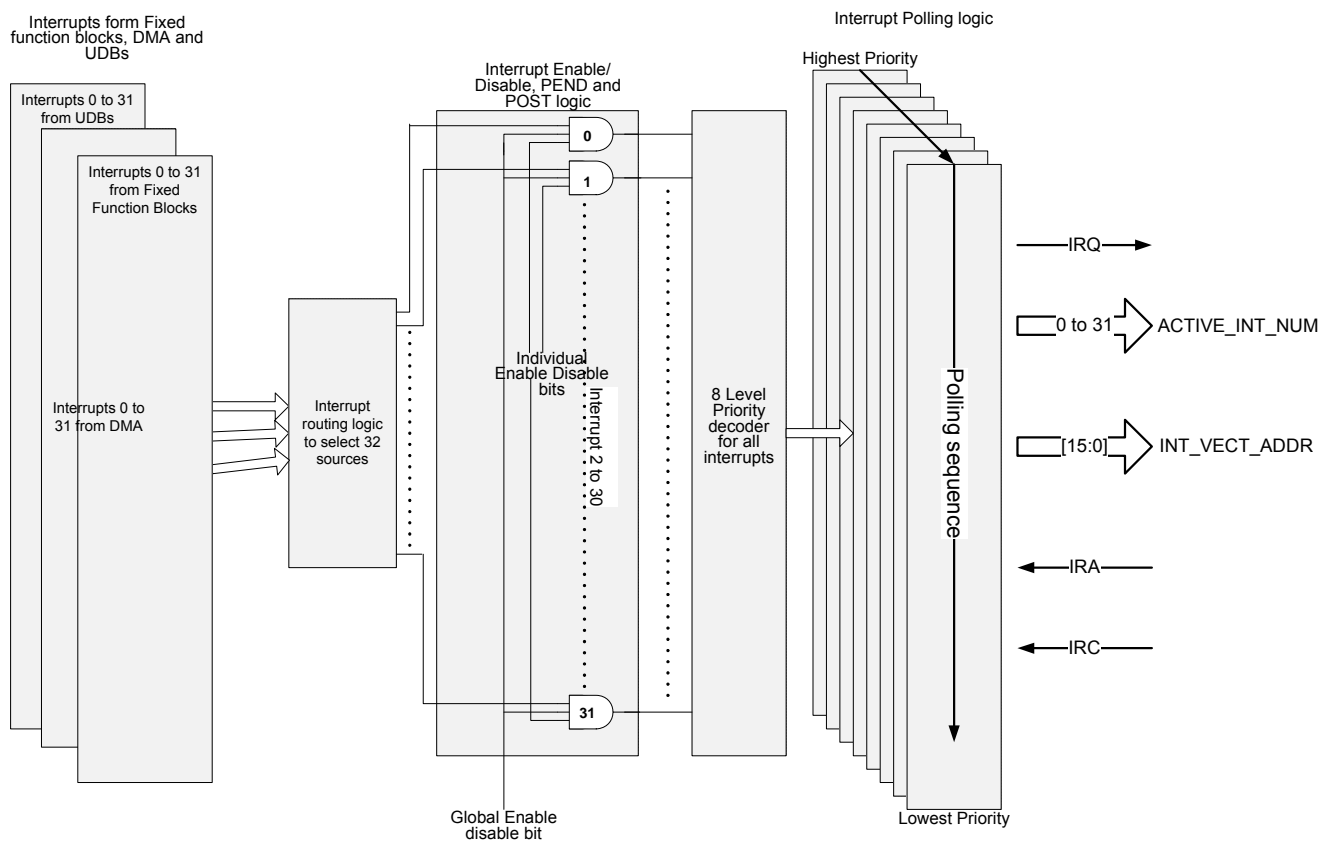 Interrupts form Fixed
function blocks, DMA and
UDBs
Interrupts 0 to 31
from UDBs
Interrupts 0 to 31
from Fixed
Function Blocks
Interrupts 0 to
31 from DMA
Interrupt
routing logic
to select 32
sources
Interrupt Enable/
Disable, PEND and
POST logic
0
1
Individual
Enable Disable
bits
Interrupt 2 to 30
31
Global Enable
disable bit
8 Level
Priority
decoder
for all
interrupts
Interrupt Polling logic
Highest Priority
Polling sequence
Lowest Priority
IRQ
0 to 31
ACTIVE_INT_NUM
[15:0]
INT_VECT_ADDR
IRA
IRC